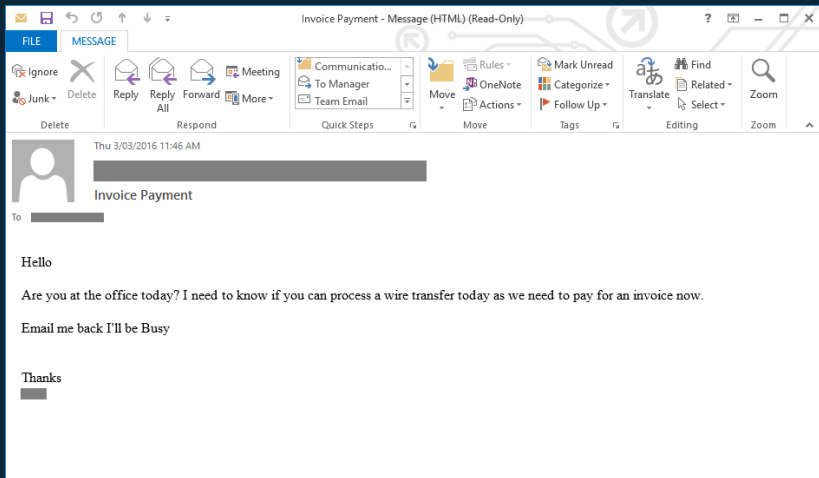 Invoice Payment - Message (HTML) (Read-Only)
?
FILE MESSAGE
Ignore
Junk
Delete
Delete
Reply
Reply All
Forward
Meeting
More
Respond
Communicatio...
To Manager
Team Email
Quick Steps
Move
Rules
OneNote
Actions
Move
Mark Unread
Categorize
Follow Up
Tags
Translate
Find
Related
Select
Editing
Zoom
Zoom
Thu 3/03/2016 11:46 AM
Invoice Payment
To
Hello
Are you at the office today? I need to know if you can process a wire transfer today as we need to pay for an invoice now.
Email me back I'll be Busy
Thanks